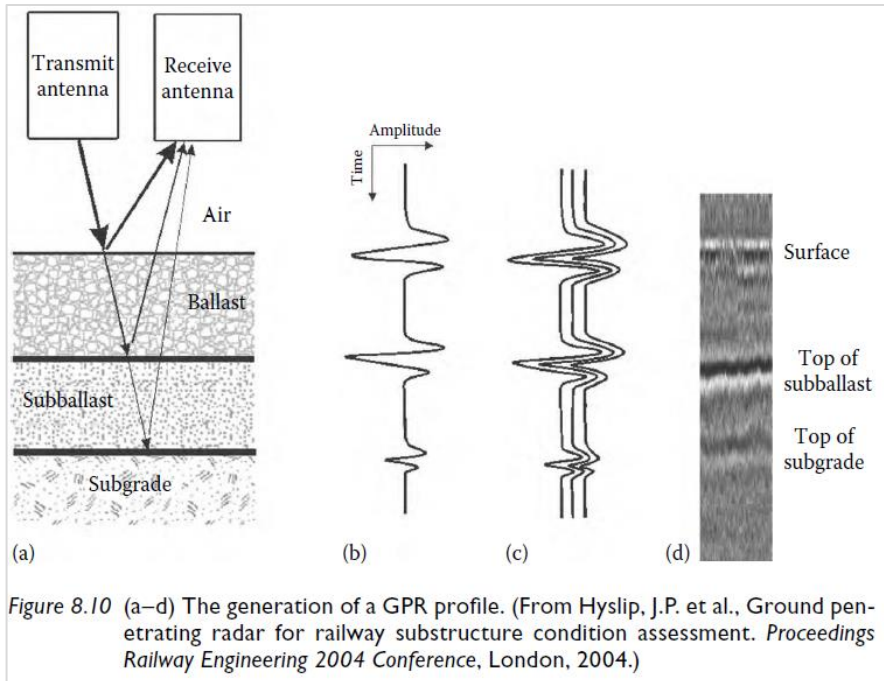 Transmit
antenna
Receive
antenna
Air
Ballast
Subballast
Subgrade
(a)
Time
Amplitude
(b)
(c)
Surface
Top of
subballast
Top of
subgrade
(d)
Figure 8.10 (a–d) The generation of a GPR profile. (From Hyslip, J.P. et al., Ground pen-
etrating radar for railway substructure condition assessment. Proceedings
Railway Engineering 2004 Conference, London, 2004.)